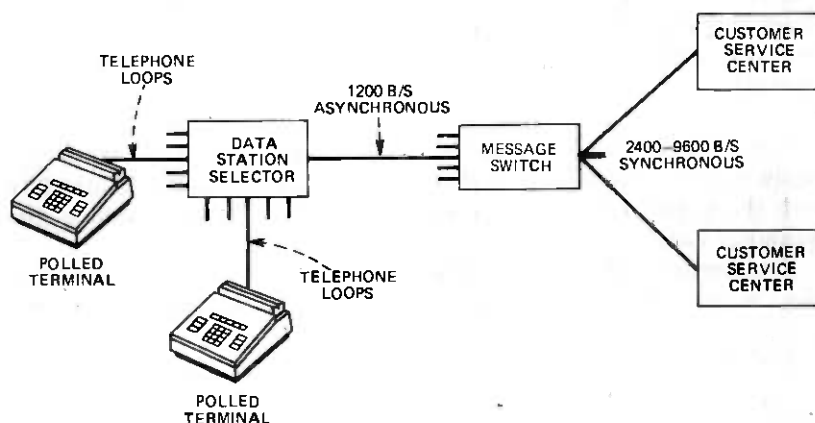 TELEPHONE
LOOPS
1200 B/S
ASYNCHRONOUS
CUSTOMER
SERVICE
CENTER
DATA
STATION
SELECTOR
MESSAGE
SWITCH
2400–9600 B/S
SYNCHRONOUS
POLLED
TERMINAL
TELEPHONE
LOOPS
CUSTOMER
SERVICE
CENTER
POLLED
TERMINAL